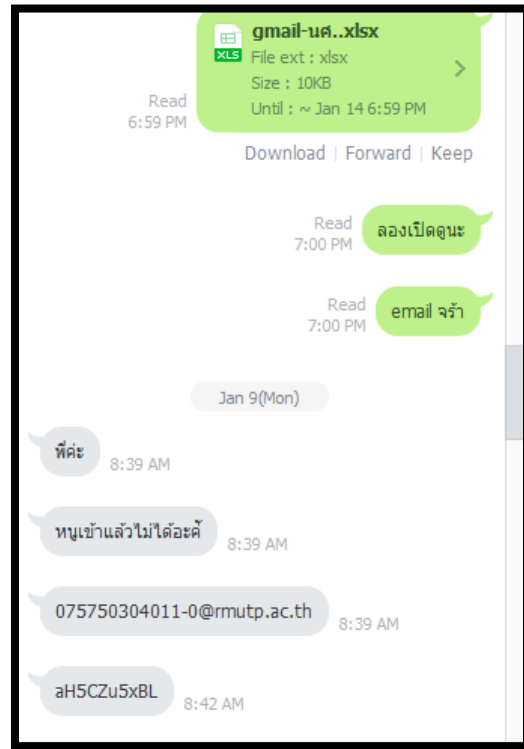 gmail-นศ..xlsx
XLS
File ext : xlsx
Size : 10KB
Until : ~ Jan 14 6:59 PM
Read
6:59 PM
Download | Forward | Keep
Read
7:00 PM
ลองเปิดดูนะ
Read
7:00 PM
email จร้า
Jan 9(Mon)
พี่ค่ะ
8:39 AM
หนูเข้าแล้วไม่ได้อะค้
8:39 AM
075750304011-0@rmutp.ac.th
8:39 AM
aH5CZu5xBL
8:42 AM